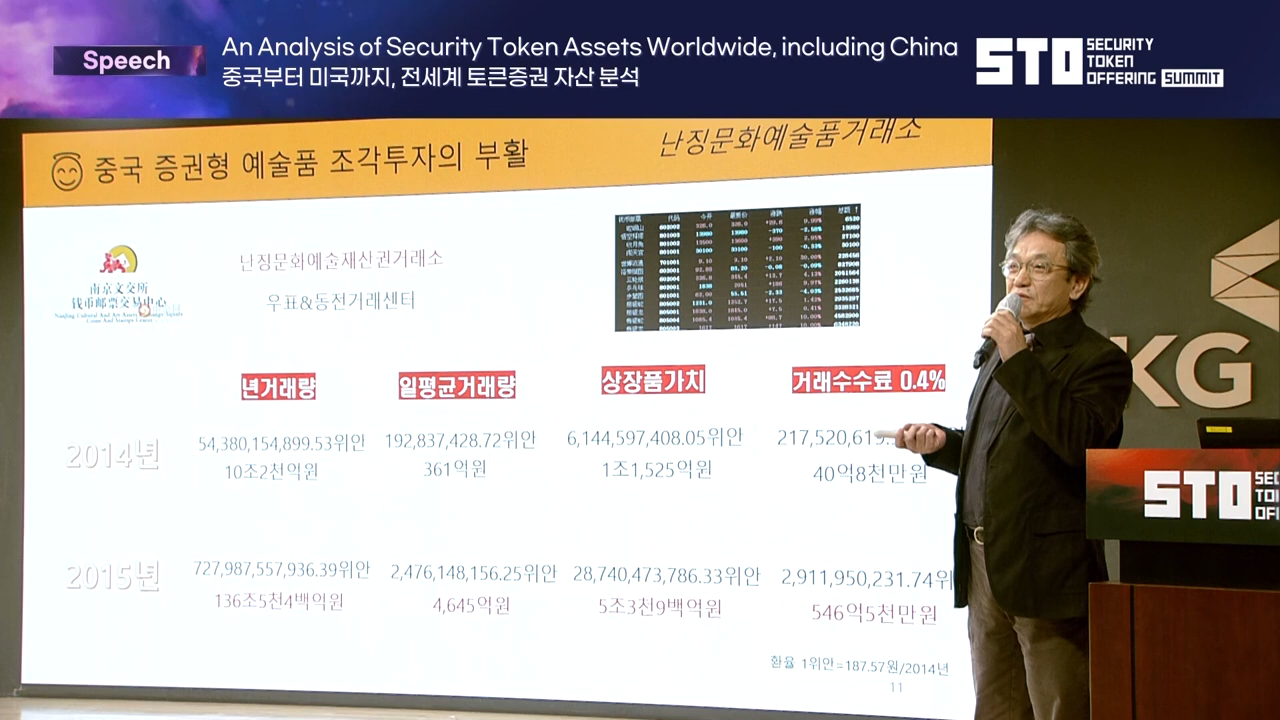 Speech
An Analysis of Security Token Assets Worldwide, including China
중국부터 미국까지, 전세계 토큰증권 자산 분석
STO SECURITY
TOKEN
OFFERING SUMMIT
중국 증권형 예술품 조각투자의 부활
난징문화예술품거래소
南京文交所
钱币邮票交易中心
난징문화예술재산권거래소
우표&동전거래센터
년거래량
일평균거래량
상장품가치
거래수수료 0.4%
2014년
54,380,154,899.53위안
192,837,428.72위안
6,144,597,408.05위안
217,520,619.
10조2천억원
361억원
1조1,525억원
40억8천만원
2015년
727,987,557,936.39위안
2,476,148,156.25위안
28,740,473,786.33위안
2,911,950,231.74위
136조5천4백억원
4,645억원
5조3천9백억원
546억5천만원
환율 1위안=187.57원/2014년
11
KG
STO SEC
TO
OF